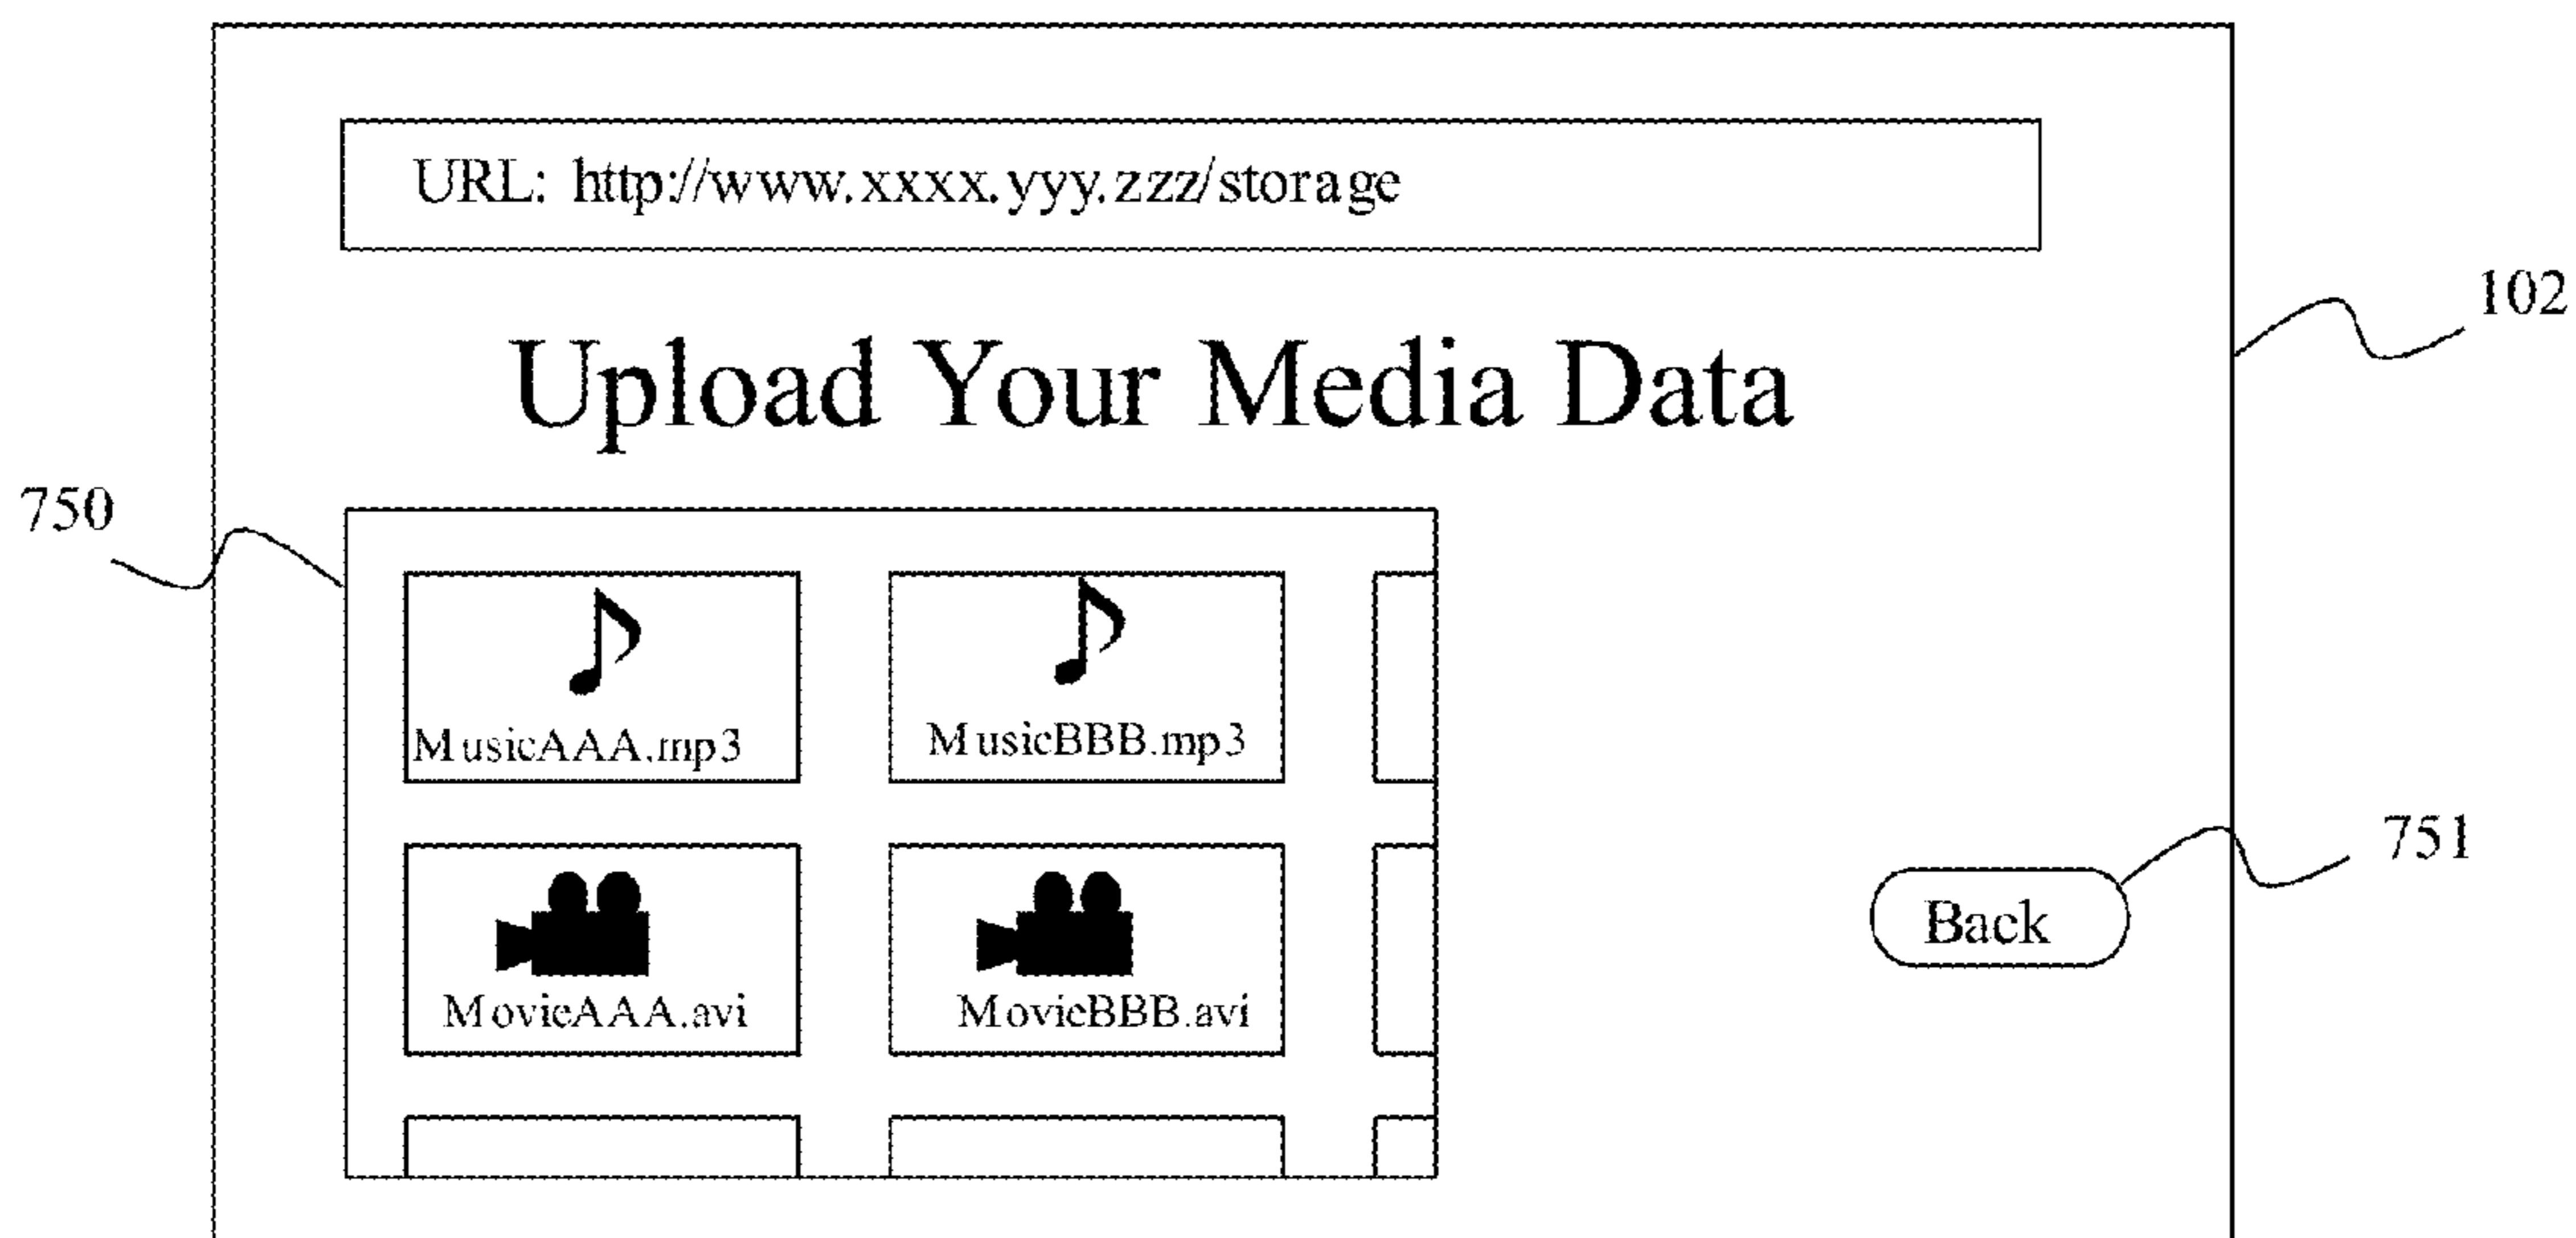 URL: http://www.xxxx.yyy.zzz/storage
102
Upload Your Media Data
750
MusicAAA.mp3
MusicBBB.mp3
751
Back
MovieAAA.avi
MovieBBB.avi